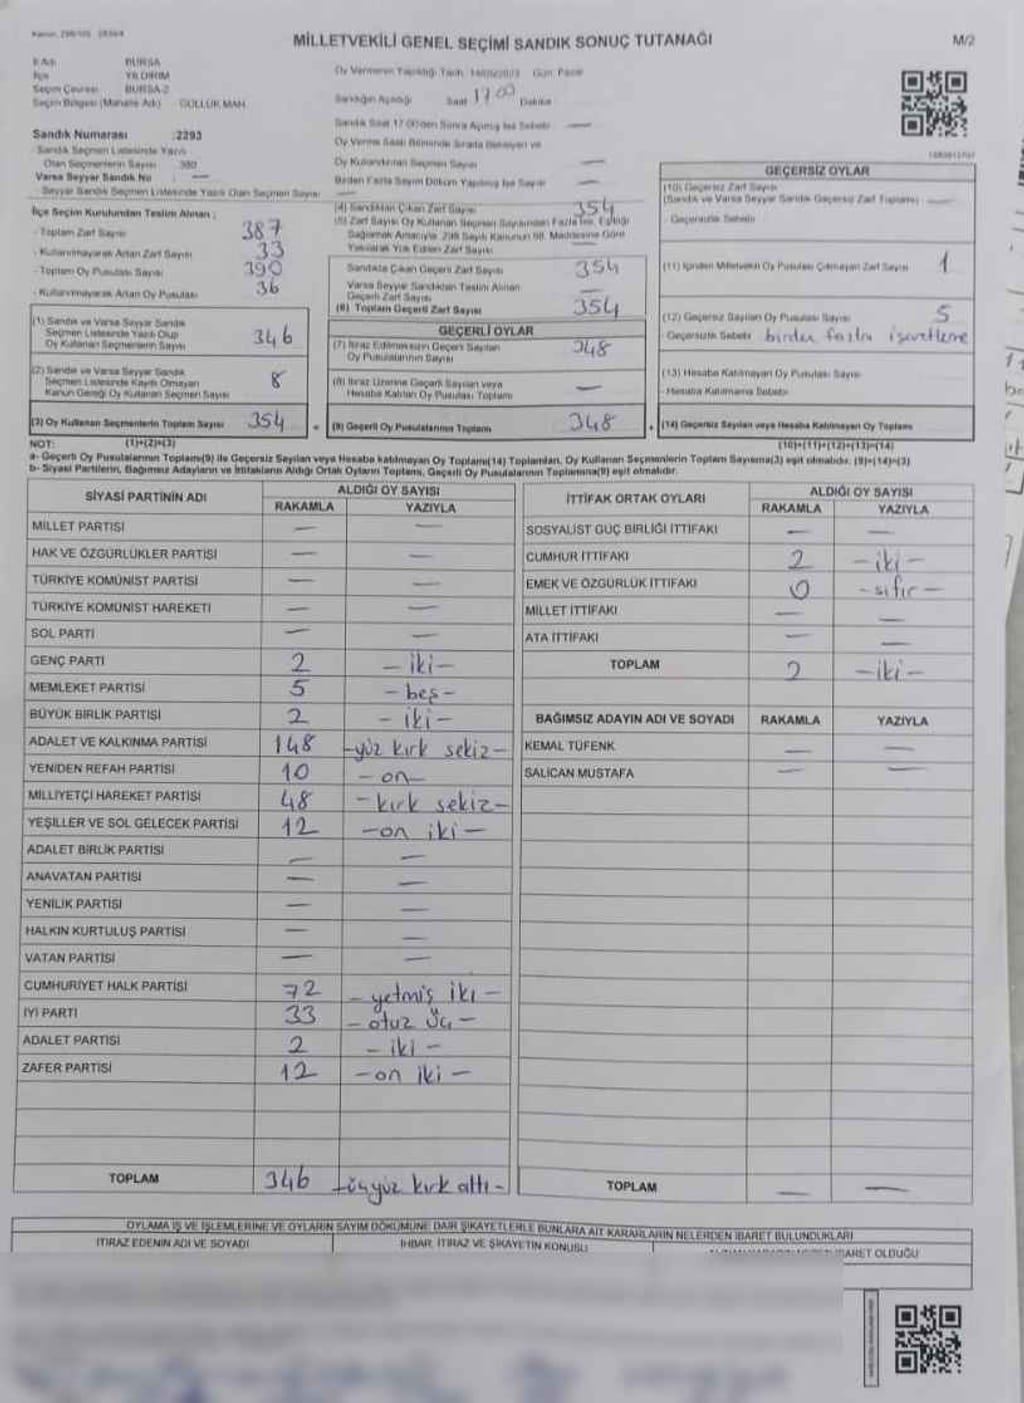 MİLLETVEKİLİ GENEL SEÇİMİ SANDIK SONUÇ TUTANAĞI
M/2
BURSA
YILDIRIM
Seçim Çevresi BURSA-2
Seçim Bölgesi (Mahalle Adı) GÜLLÜK MAH.
Sandık Numarası :2293
Sandık Seçmen Listesinde Yazılı
Olan Seçmenlerin Sayısı 380
Varsa Seyyar Sandık No —
Seyyar Sandık Seçmen Listesinde Yazılı Olan Seçmen Sayısı
Oy Vermenin Yapıldığı Tarih 14/05/2023 Gün Pazar
Sandığın Açıldığı Saat 17 00 Dakika
Sandık Saat 17.00'den Sonra Açılmış İse Sebebi —
Oy Verme Saati Bitiminde Sırada Bekleyen ve
Oy Kullandırılan Seçmen Sayısı —
Birden Fazla Sayım Döküm Yapılmış İse Sayısı —
İlçe Seçim Kurulundan Teslim Alınan ;
- Toplam Zarf Sayısı 387
- Kullanılmayarak Artan Zarf Sayısı 33
- Toplam Oy Pusulası Sayısı 390
- Kullanılmayarak Artan Oy Pusulası 36
(1) Sandık ve Varsa Seyyar Sandık
Seçmen Listesinde Yazılı Olup
Oy Kullanan Seçmenlerin Sayısı 346
(2) Sandık ve Varsa Seyyar Sandık
Seçmen Listesinde Kayıtlı Olmayan
Kanun Gereği Oy Kullanan Seçmen Sayısı 8
(3) Oy Kullanan Seçmenlerin Toplam Sayısı 354
(4) Sandıktan Çıkan Zarf Sayısı 354
(5) Zarf Sayısı Oy Kullanan Seçmen Sayısından Fazla İse, Eşitliği
Sağlamak Amacıyla, 298 Sayılı Kanunun 98. Maddesine Göre
Yakılarak Yok Edilen Zarf Sayısı —
Sandıkta Çıkan Geçerli Zarf Sayısı 354
Varsa Seyyar Sandıktan Teslim Alınan
Geçerli Zarf Sayısı —
(6) Toplam Geçerli Zarf Sayısı 354
GEÇERLİ OYLAR
(7) İtiraz Edilmeksizin Geçerli Sayılan
Oy Pusulalarının Sayısı 348
(8) İtiraz Üzerine Geçerli Sayılan veya
Hesaba Katılan Oy Pusulası Toplamı —
(9) Geçerli Oy Pusulalarının Toplamı 348
GEÇERSİZ OYLAR
(10) Geçersiz Zarf Sayısı
(Sandık ve Varsa Seyyar Sandık Geçersiz Zarf Toplamı) —
- Geçersizlik Sebebi
(11) İçinden Milletvekili Oy Pusulası Çıkmayan Zarf Sayısı 1
(12) Geçersiz Sayılan Oy Pusulası Sayısı 5
- Geçersizlik Sebebi birden fazla işaretleme
(13) Hesaba Katılmayan Oy Pusulası Sayısı
- Hesaba Katılmama Sebebi
(14) Geçersiz Sayılan veya Hesaba Katılmayan Oy Toplamı
NOT: (1)+(2)=(3)
(10)+(11)+(12)+(13)=(14)
a- Geçerli Oy Pusulalarının Toplamı(9) ile Geçersiz Sayılan veya Hesaba katılmayan Oy Toplamı(14) Toplamları, Oy Kullanan Seçmenlerin Toplam Sayısına(3) eşit olmalıdır. (9)+(14)=(3)
b- Siyasi Partilerin, Bağımsız Adayların ve İttifakların Aldığı Ortak Oyların Toplamı, Geçerli Oy Pusulalarının Toplamına(9) eşit olmalıdır.
SİYASİ PARTİNİN ADI ALDIĞI OY SAYISI
RAKAMLA YAZIYLA
MİLLET PARTİSİ — —
HAK VE ÖZGÜRLÜKLER PARTİSİ — —
TÜRKİYE KOMÜNİST PARTİSİ — —
TÜRKİYE KOMÜNİST HAREKETİ — —
SOL PARTİ — —
GENÇ PARTİ 2 - iki -
MEMLEKET PARTİSİ 5 - beş -
BÜYÜK BİRLİK PARTİSİ 2 - iki -
ADALET VE KALKINMA PARTİSİ 148 - yüz kırk sekiz -
YENİDEN REFAH PARTİSİ 10 - on -
MİLLİYETÇİ HAREKET PARTİSİ 48 - kırk sekiz -
YEŞİLLER VE SOL GELECEK PARTİSİ 12 - on iki -
ADALET BİRLİK PARTİSİ — —
ANAVATAN PARTİSİ — —
YENİLİK PARTİSİ — —
HALKIN KURTULUŞ PARTİSİ — —
VATAN PARTİSİ — —
CUMHURİYET HALK PARTİSİ 72 - yetmiş iki -
İYİ PARTİ 33 - otuz üç -
ADALET PARTİSİ 2 - iki -
ZAFER PARTİSİ 12 - on iki -
TOPLAM 346 - üçyüz kırk altı -
İTTİFAK ORTAK OYLARI ALDIĞI OY SAYISI
RAKAMLA YAZIYLA
SOSYALİST GÜÇ BİRLİĞİ İTTİFAKI — —
CUMHUR İTTİFAKI 2 - iki -
EMEK VE ÖZGÜRLÜK İTTİFAKI 0 - sıfır -
MİLLET İTTİFAKI — —
ATA İTTİFAKI — —
TOPLAM 2 - iki -
BAĞIMSIZ ADAYIN ADI VE SOYADI RAKAMLA YAZIYLA
KEMAL TÜFENK — —
SALİCAN MUSTAFA — —
TOPLAM — —
OYLAMA İŞ VE İŞLEMLERİNE VE OYLARIN SAYIM DÖKÜMÜNE DAİR ŞİKAYETLERLE BUNLARA AİT KARARLARIN NELERDEN İBARET BULUNDUKLARI
İTİRAZ EDENİN ADI VE SOYADI
İHBAR, İTİRAZ VE ŞİKAYETİN KONUSU
OLDUĞU